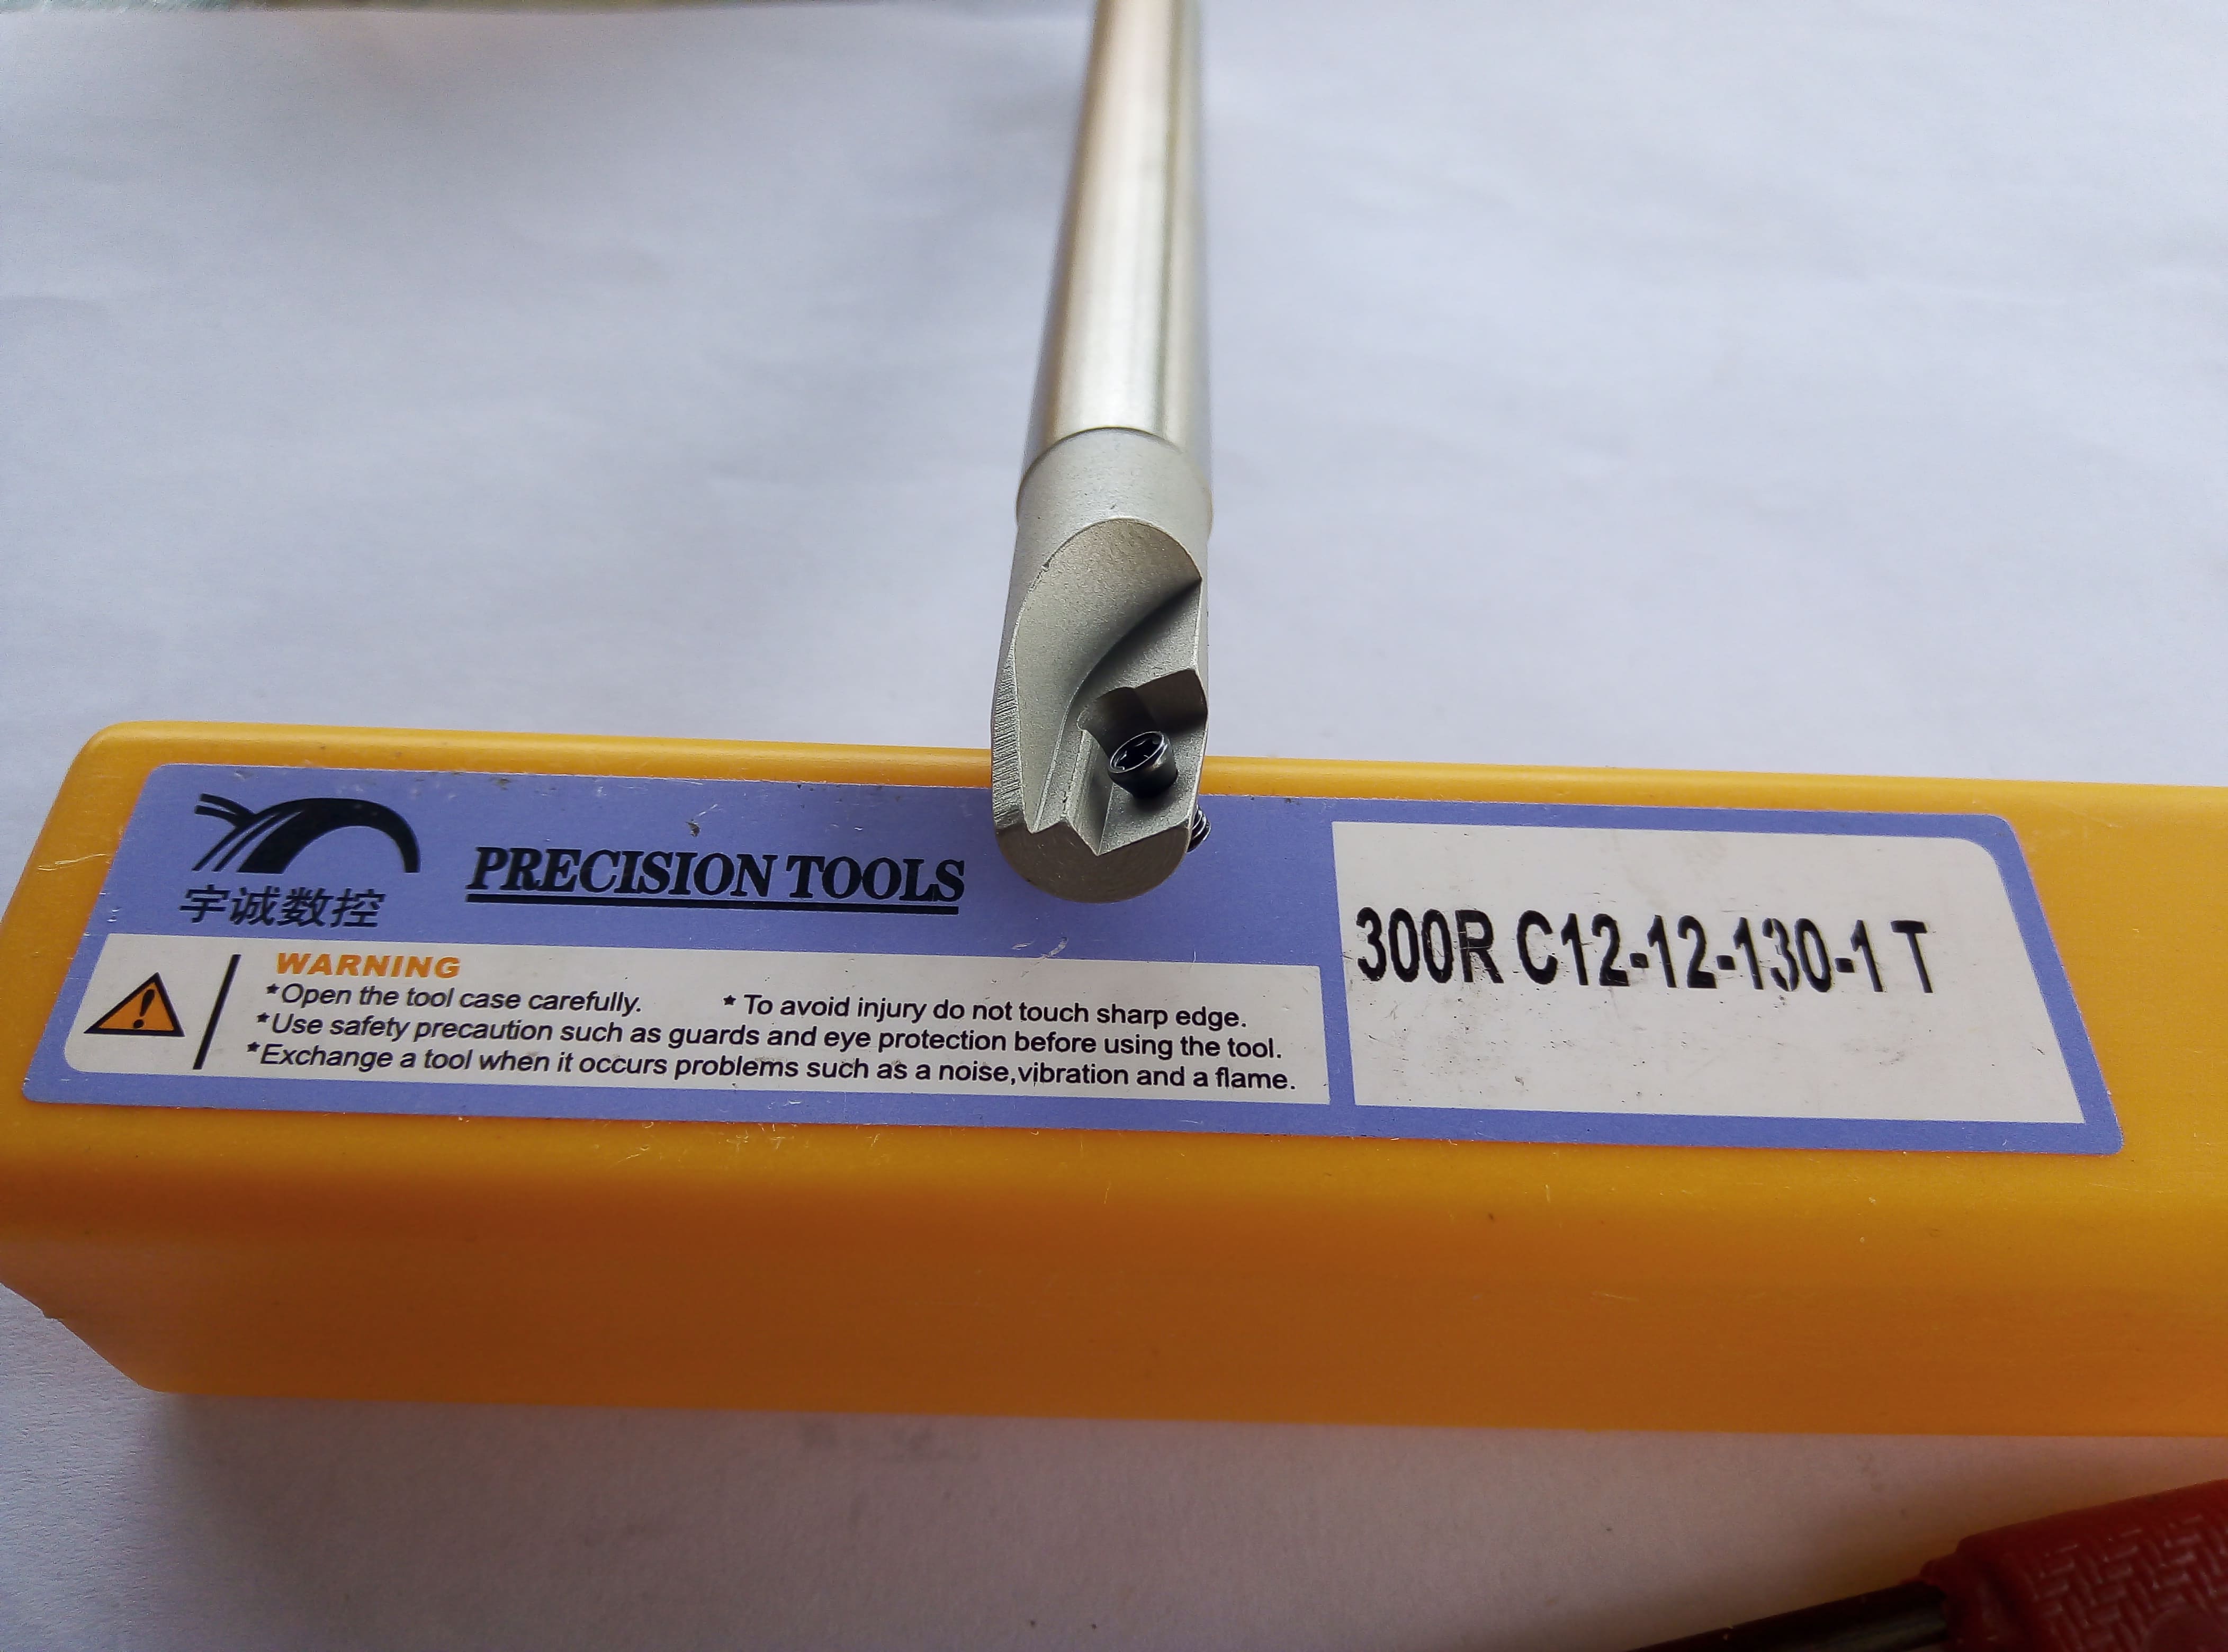 宇诚数控
PRECISION TOOLS
WARNING
*Open the tool case carefully. * To avoid injury do not touch sharp edge.
*Use safety precaution such as guards and eye protection before using the tool.
*Exchange a tool when it occurs problems such as a noise,vibration and a flame.
300R C12-12-130-1 T